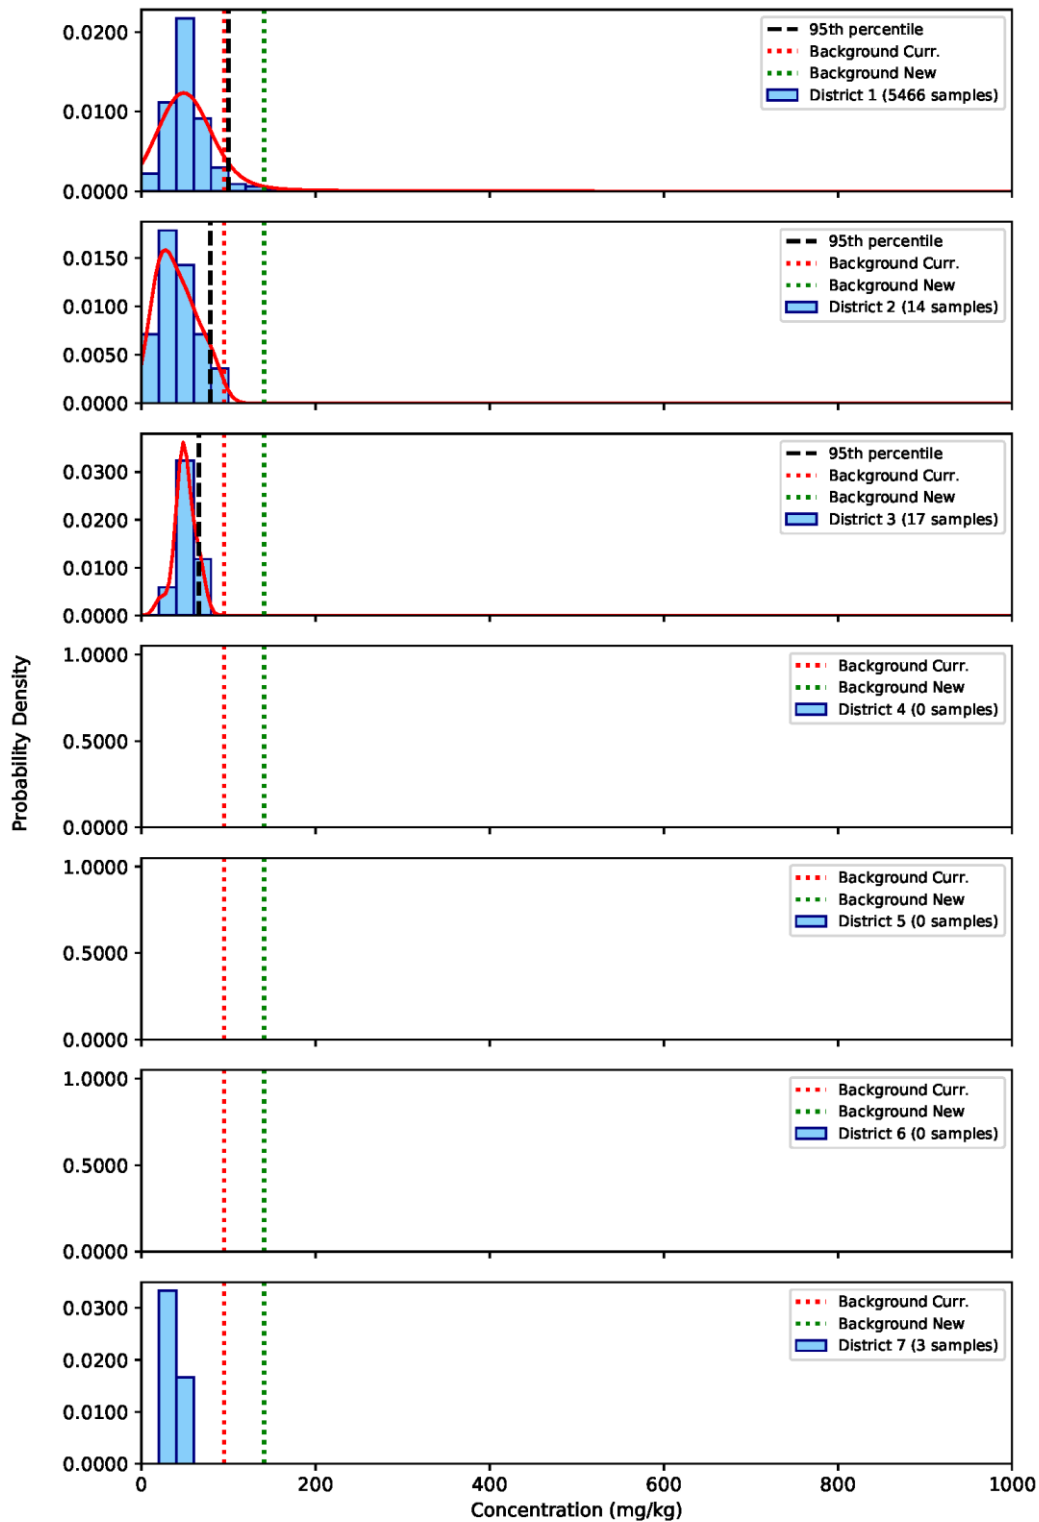 0.0200
0.0100
0.0000
95th percentile
Background Curr.
Background New
District 1 (5466 samples)
0.0150
0.0100
0.0050
0.0000
95th percentile
Background Curr.
Background New
District 2 (14 samples)
0.0300
0.0200
0.0100
0.0000
95th percentile
Background Curr.
Background New
District 3 (17 samples)
Probability Density
1.0000
0.5000
0.0000
Background Curr.
Background New
District 4 (0 samples)
1.0000
0.5000
0.0000
Background Curr.
Background New
District 5 (0 samples)
1.0000
0.5000
0.0000
Background Curr.
Background New
District 6 (0 samples)
0.0300
0.0200
0.0100
0.0000
Background Curr.
Background New
District 7 (3 samples)
0 200 400 600 800 1000
Concentration (mg/kg)